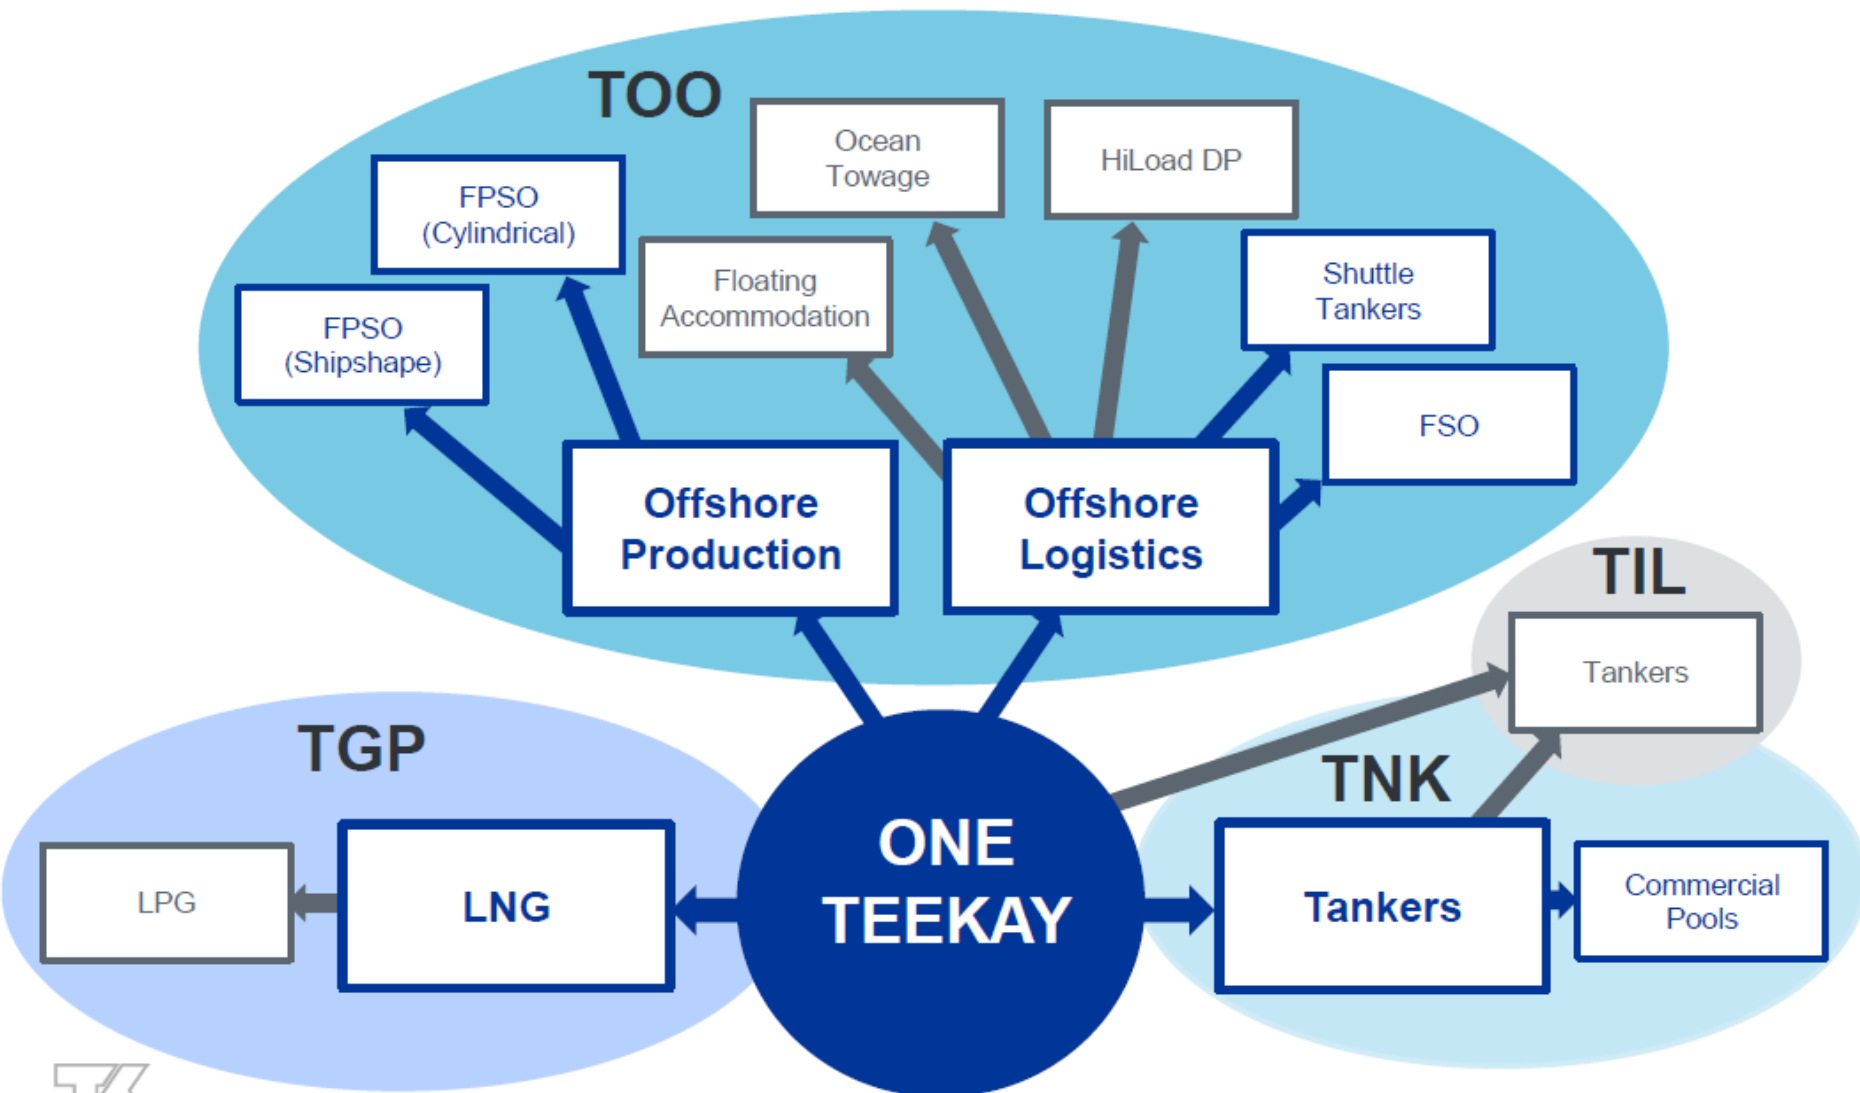 TOO
Ocean
Towage
HiLoad DP
FPSO
(Cylindrical)
Floating
Accommodation
Shuttle
Tankers
FPSO
(Shipshape)
FSO
Offshore
Production
Offshore
Logistics
TIL
Tankers
TGP
TNK
LPG
LNG
ONE
TEEKAY
Tankers
Commercial
Pools